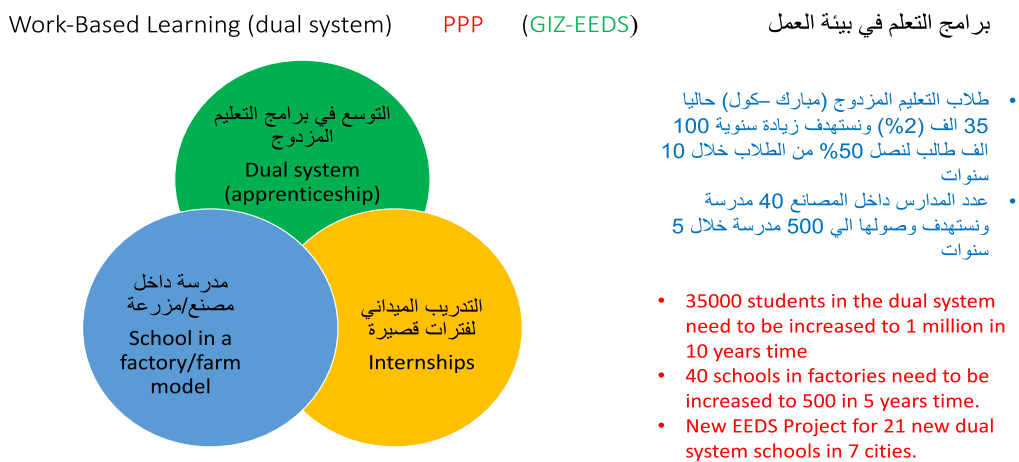 Work-Based Learning (dual system) PPP (GIZ-EEDS) برامج التعلم في بيئة العمل
التوسع في برامج التعليم
المزدوج
Dual system
(apprenticeship)
مدرسة داخل
مصنع/مزرعة
School in a
factory/farm
model
التدريب الميداني
لفترات قصيرة
Internships
• طلاب التعليم المزدوج (مبارك –كول) حاليا
35 الف (2%) ونستهدف زيادة سنوية 100
الف طالب لنصل 50% من الطلاب خلال 10
سنوات
• عدد المدارس داخل المصانع 40 مدرسة
ونستهدف وصولها الي 500 مدرسة خلال 5
سنوات
• 35000 students in the dual system
need to be increased to 1 million in
10 years time
• 40 schools in factories need to be
increased to 500 in 5 years time.
• New EEDS Project for 21 new dual
system schools in 7 cities.